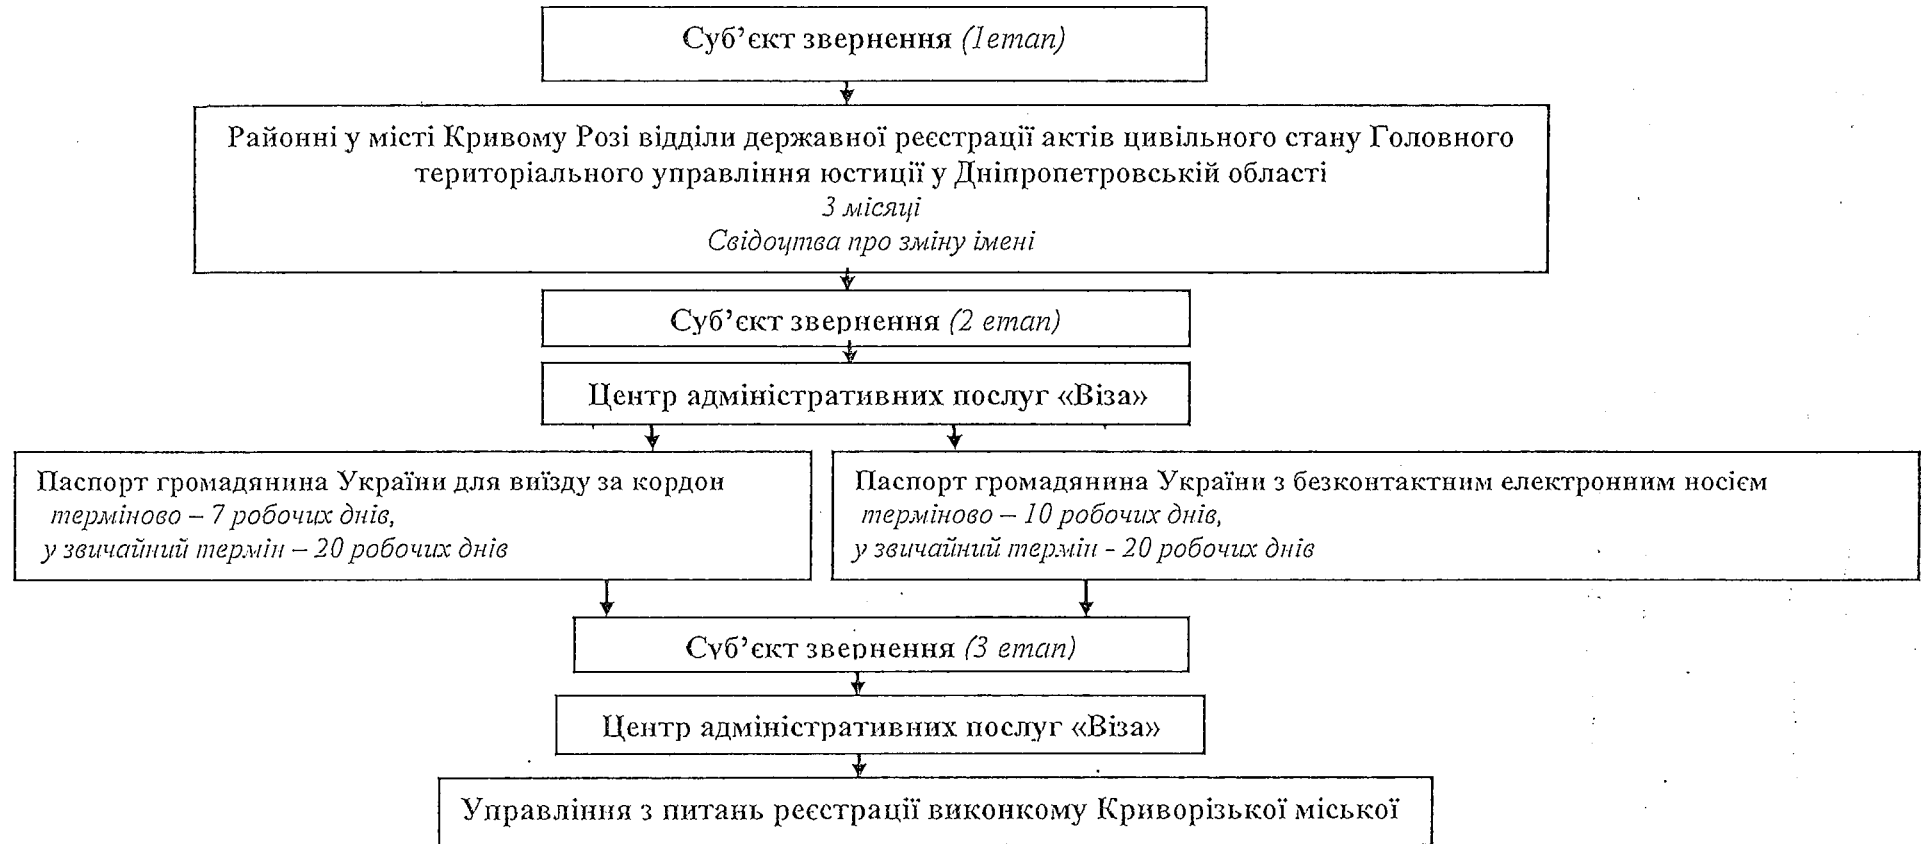 Суб’єкт звернення (1етап)
Районні у місті Кривому Розі відділи державної реєстрації актів цивільного стану Головного
територіального управління юстиції у Дніпропетровській області
3 місяці
Свідоцтва про зміну імені
Суб’єкт звернення (2 етап)
Центр адміністративних послуг «Віза»
Паспорт громадянина України для виїзду за кордон
терміново – 7 робочих днів,
у звичайний термін – 20 робочих днів
Паспорт громадянина України з безконтактним електронним носієм
терміново – 10 робочих днів,
у звичайний термін - 20 робочих днів
Суб’єкт звернення (3 етап)
Центр адміністративних послуг «Віза»
Управління з питань реєстрації виконкому Криворізької міської